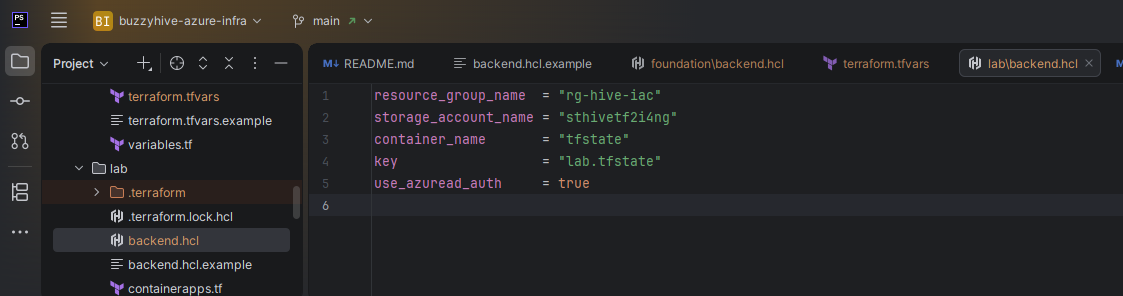 PS
BI buzzyhive-azure-infra main
Project
M↓ README.md backend.hcl.example foundation\backend.hcl terraform.tfvars lab\backend.hcl
terraform.tfvars
terraform.tfvars.example
variables.tf
lab
.terraform
.terraform.lock.hcl
backend.hcl
backend.hcl.example
containerapps.tf
1 resource_group_name = "rg-hive-iac"
2 storage_account_name = "sthivetf2i4ng"
3 container_name = "tfstate"
4 key = "lab.tfstate"
5 use_azuread_auth = true
6